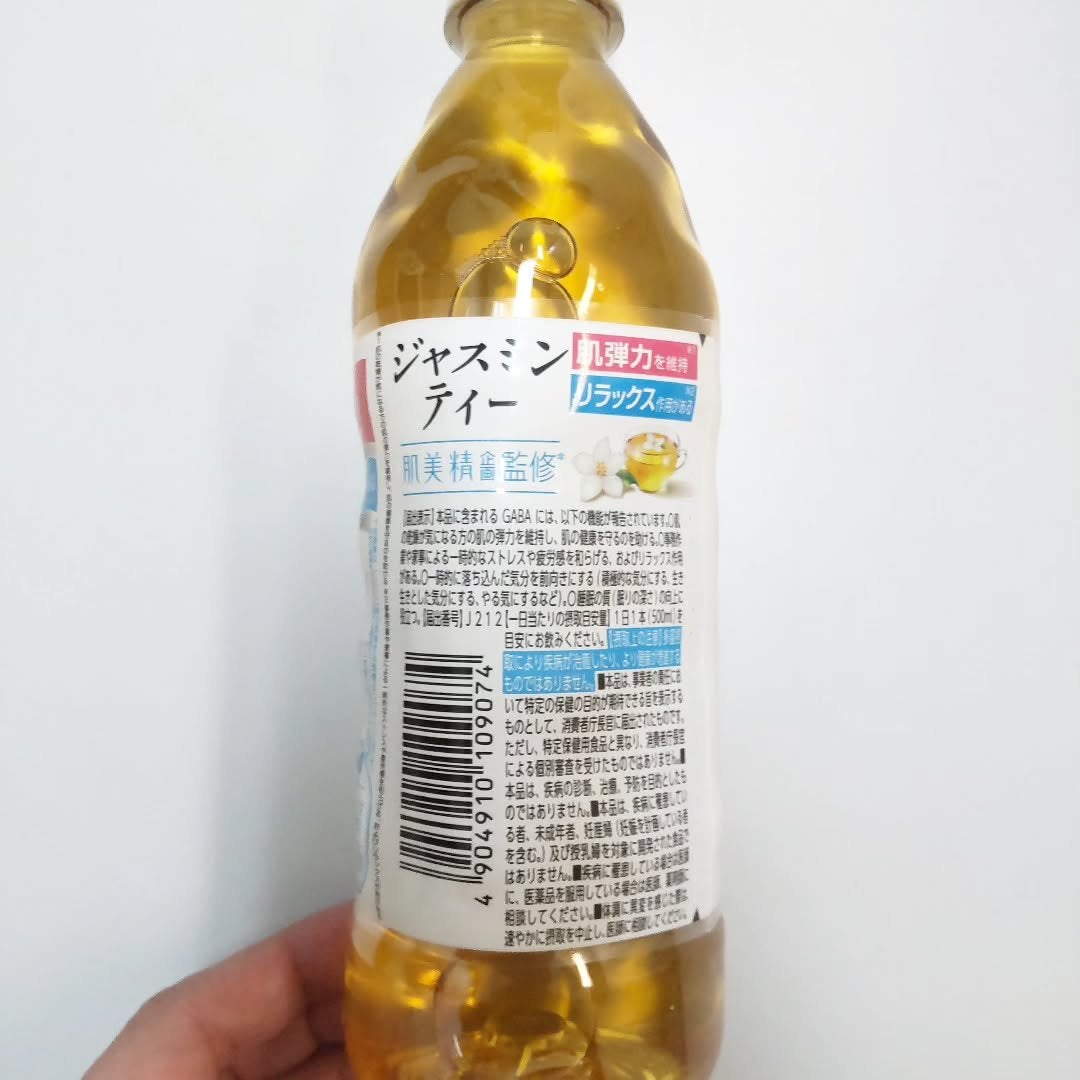 ジャスミン
ティー
肌弾力を維持
リラックス作用がある
肌美精 企画監修*
【届出表示】本品に含まれる GABA には、以下の機能が報告されています。〇肌
の乾燥が気になる方の肌の弾力を維持し、肌の健康を守るのを助ける。〇事務作
業や家事による一時的なストレスや疲労感を和らげる、およびリラックス作用
がある。〇一時的に落ち込んだ気分を前向きにする(積極的な気分にする、生き
生きとした気分にする、やる気にするなど)。〇睡眠の質(眠りの深さ)の向上に
役立つ。【届出番号】J212【一日当たりの摂取目安量】1日1本(500ml)を
目安にお飲みください。【摂取上の注意】多量摂
取により疾病が治癒したり、より健康が増進する
ものではありません。■本品は、事業者の責任にお
いて特定の保健の目的が期待できる旨を表示する
ものとして、消費者庁長官に届出されたものです。
ただし、特定保健用食品と異なり、消費者庁長官
による個別審査を受けたものではありません。■
本品は、疾病の診断、治療、予防を目的としたも
のではありません。■本品は、疾病に罹患してい
る者、未成年者、妊産婦(妊娠を計画している者
を含む。)及び授乳婦を対象に開発された食品で
はありません。■疾病に罹患している場合は医師
に、医薬品を服用している場合は医師、薬剤師に
相談してください。■体調に異変を感じた際は、
速やかに摂取を中止し、医師に相談してください。
4 904910 109074